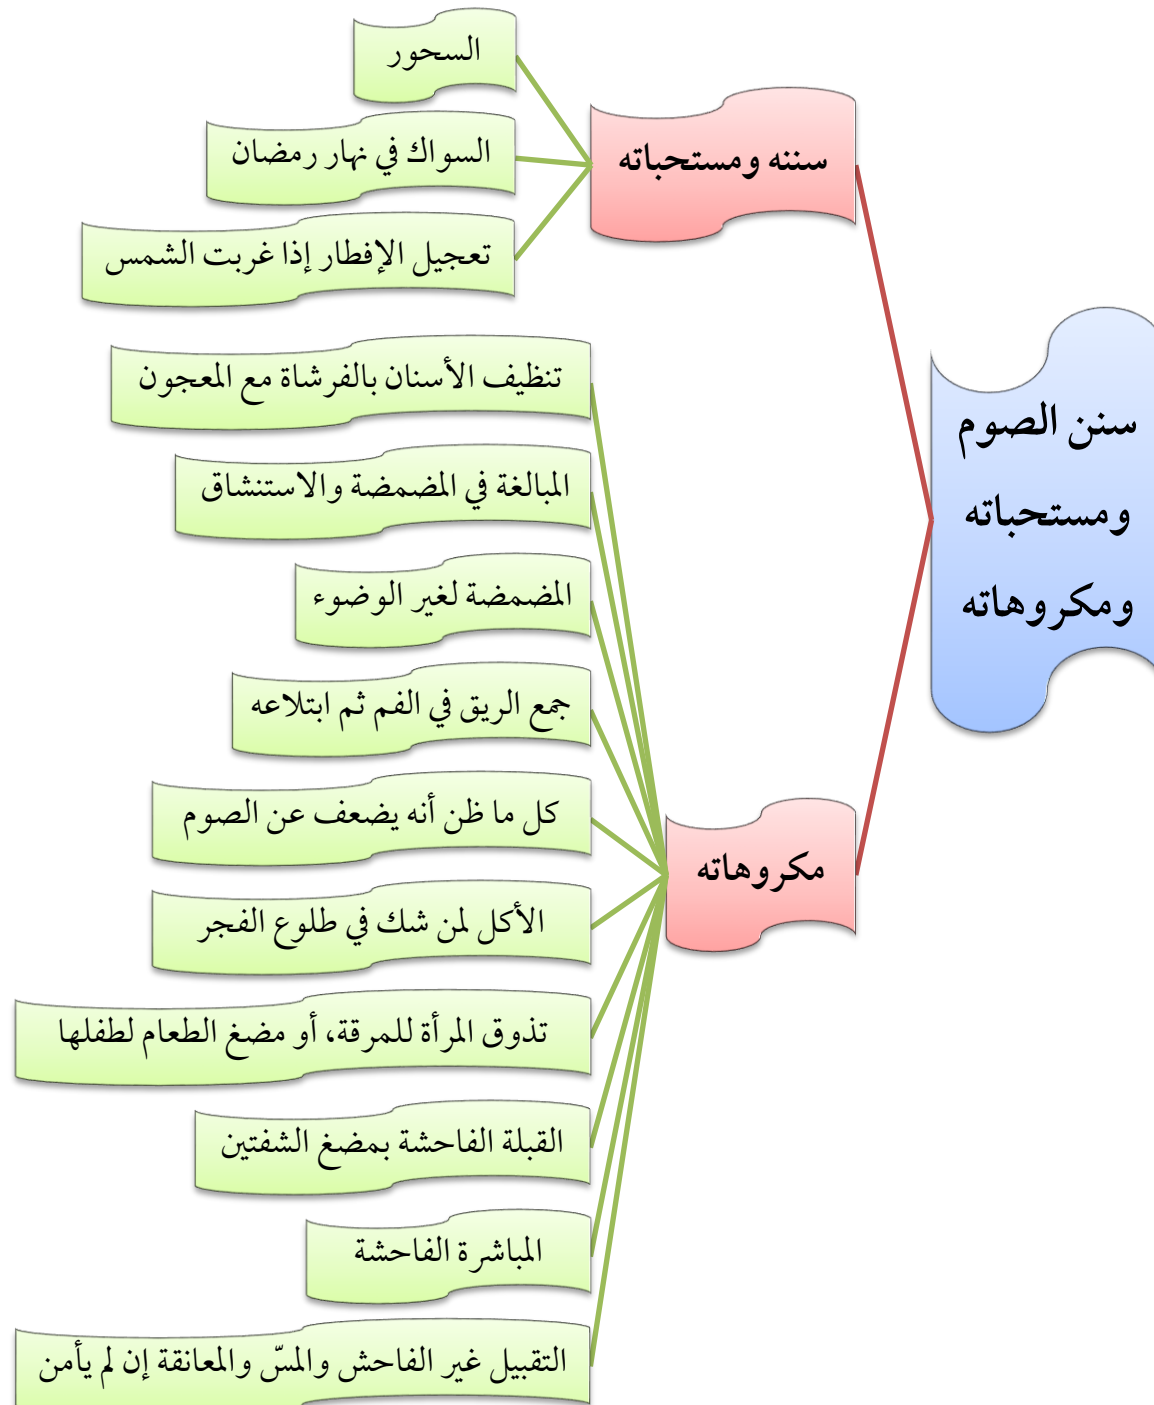 سنن الصوم
ومستحباته
ومكروهاته
سننه ومستحباته
السحور
السواك في نهار رمضان
تعجيل الإفطار إذا غربت الشمس
مكروهاته
تنظيف الأسنان بالفرشاة مع المعجون
المبالغة في المضمضة والاستنشاق
المضمضة لغير الوضوء
جمع الريق في الفم ثم ابتلاعه
كل ما ظن أنه يضعف عن الصوم
الأكل لمن شك في طلوع الفجر
تذوق المرأة للمرقة، أو مضغ الطعام لطفلها
القبلة الفاحشة بمضغ الشفتين
المباشرة الفاحشة
التقبيل غير الفاحش والمسّ والمعانقة إن لم يأمن